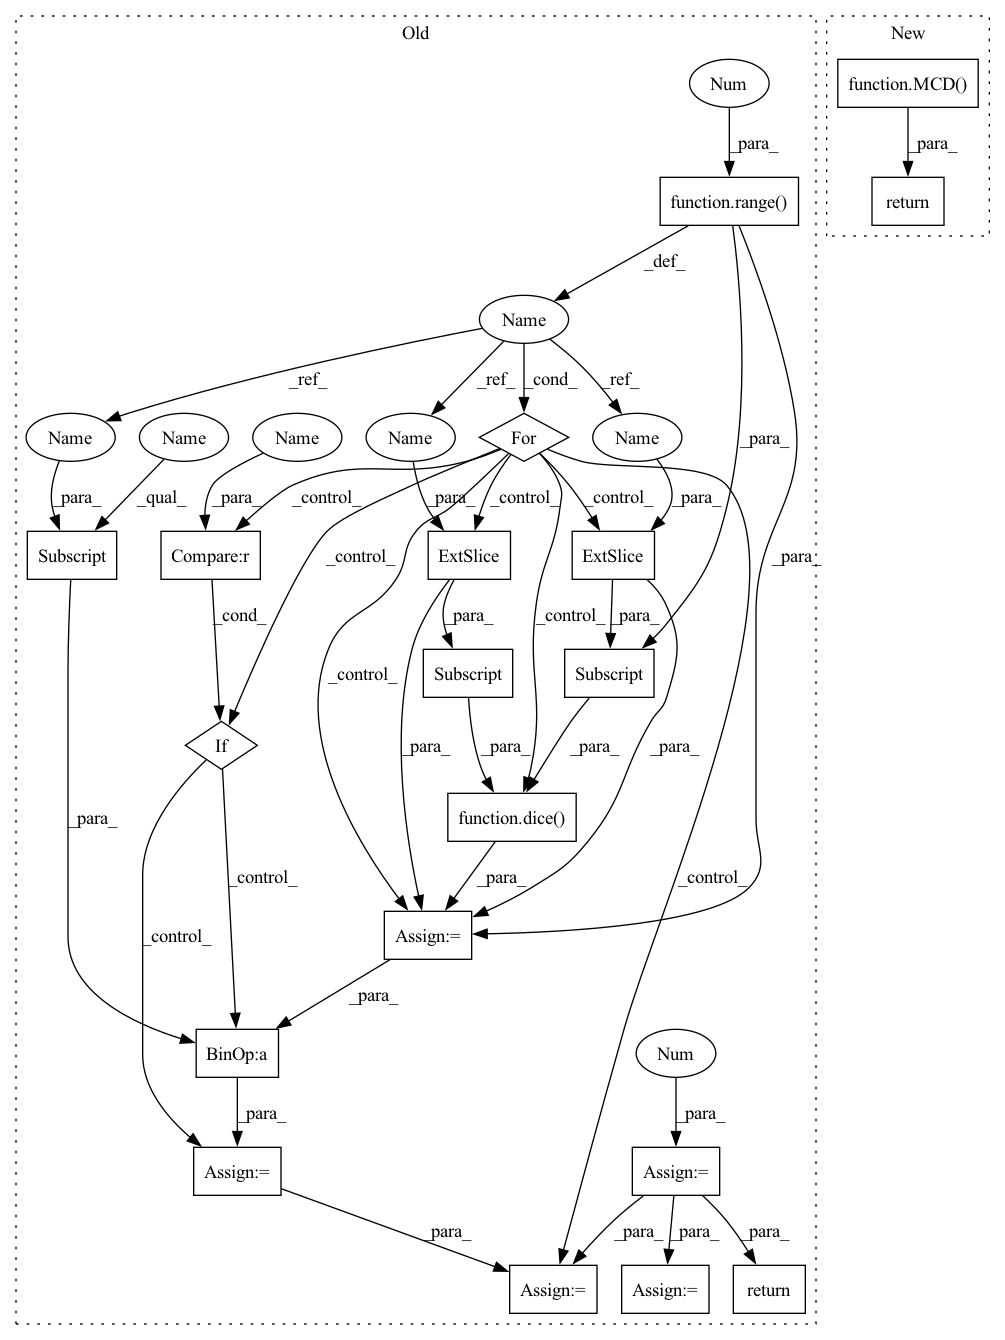 Old
New
Num
function.MCD()
_para_
_para_
function.range()
return
_def_
Name
_ref_
_ref_
_cond_
_ref_
Name
Name
Name
Name
For
Name
_para_
_para_
_qual_
_para_
_control_
_para_
_control_
_control_
_para_
_para_
Subscript
Compare:r
ExtSlice
ExtSlice
_control_
_cond_
_para_
_control_
_para_
Subscript
Subscript
_control_
If
_para_
_para_
_para_
_para_
_para_
function.dice()
_control_
_para_
_control_
_control_
Assign:=
_para_
BinOp:a
Num
_para_
_para_
Assign:=
Assign:=
_para_
_para_
_para_
_para_
Assign:=
Assign:=
return